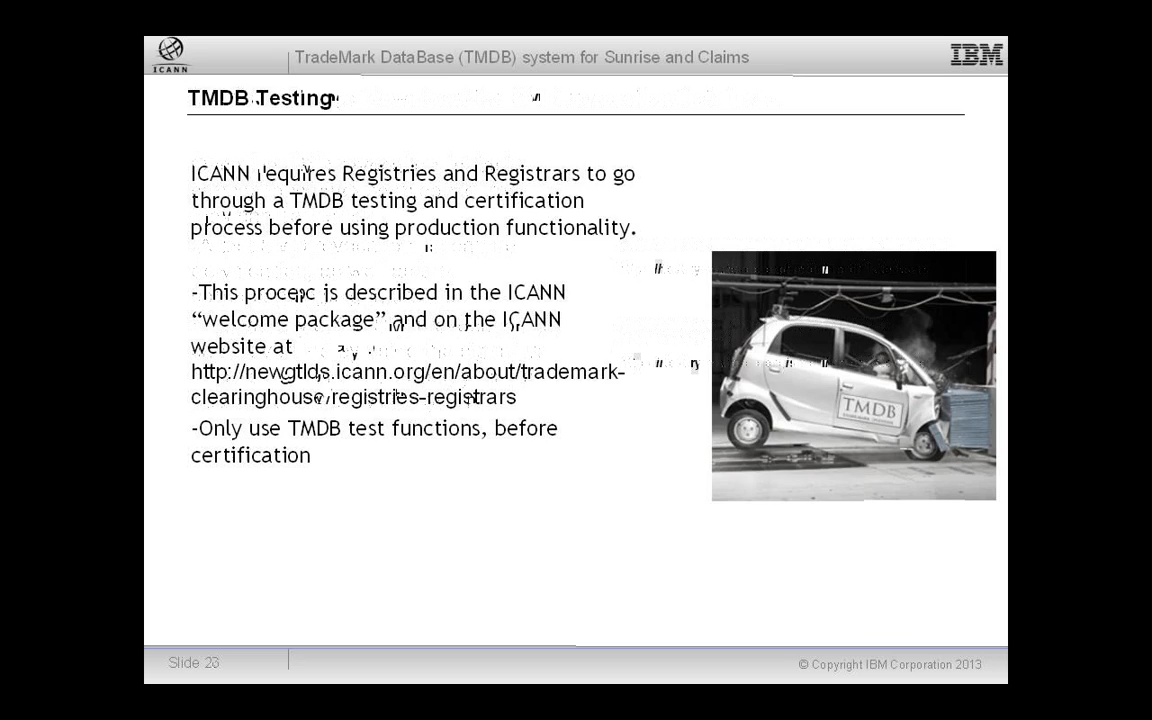 ICANN
TradeMark DataBase (TMDB) system for Sunrise and Claims
IBM
TMDB Testing
ICANN requires Registries and Registrars to go
through a TMDB testing and certification
process before using production functionality.
-This process is described in the ICANN
“welcome package” and on the ICANN
website at
http://newgtlds.icann.org/en/about/trademark-
clearinghouse/registries-registrars
-Only use TMDB test functions, before
certification
TMDB
Slide 23
© Copyright IBM Corporation 2013